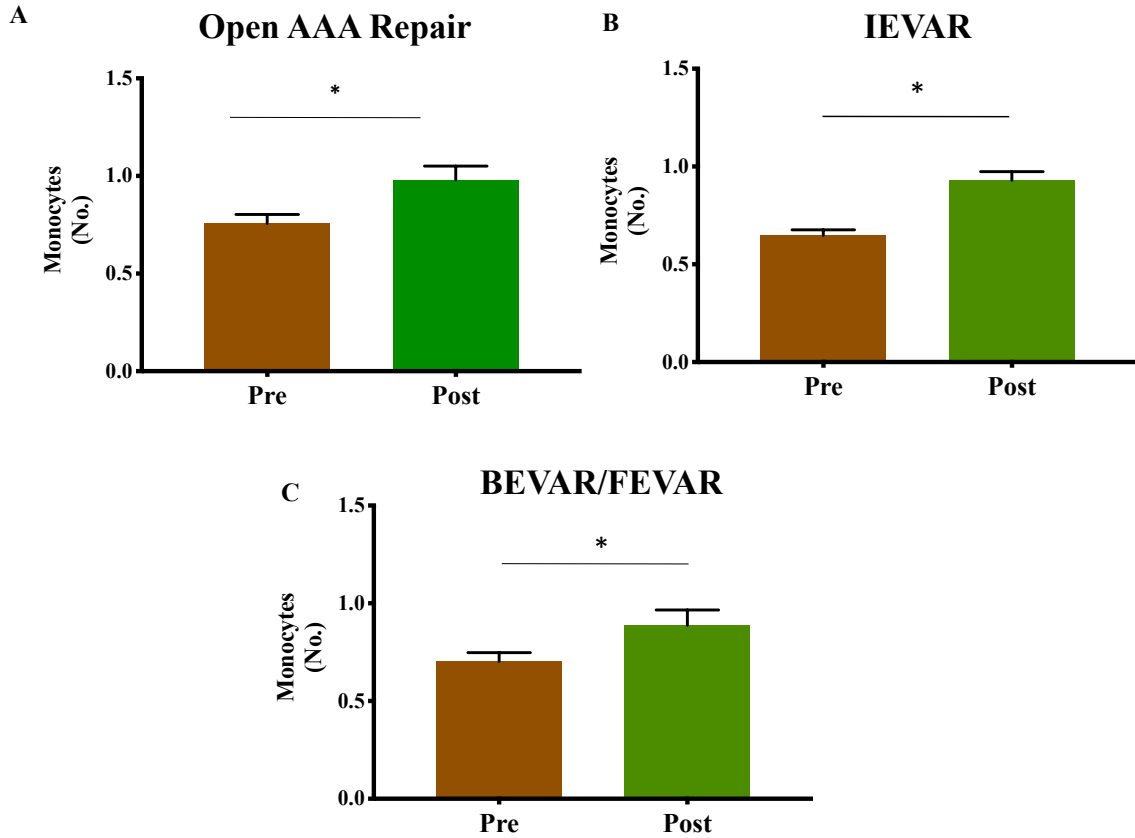 A
Open AAA Repair
1.5
*
1.0
Monocytes
(No.)
0.5
0.0
Pre Post
B
IEVAR
1.5
*
1.0
Monocytes
(No.)
0.5
0.0
Pre Post
C
BEVAR/FEVAR
1.5
*
1.0
Monocytes
(No.)
0.5
0.0
Pre Post